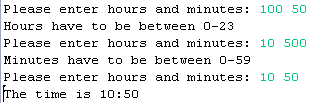 Please enter hours and minutes: 100 50
Hours have to be between 0-23
Please enter hours and minutes: 10 500
Minutes have to be between 0-59
Please enter hours and minutes: 10 50
The time is 10:50